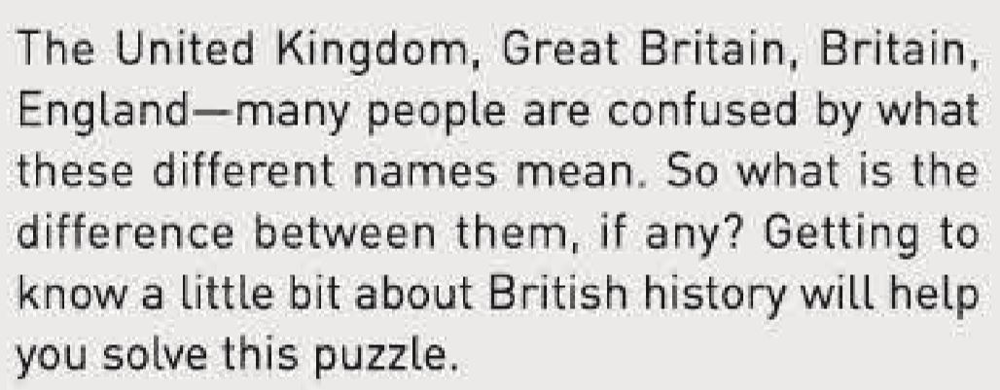 The United Kingdom, Great Britain, Britain,
England—many people are confused by what
these different names mean. So what is the
difference between them, if any? Getting to
know a little bit about British history will help
you solve this puzzle.